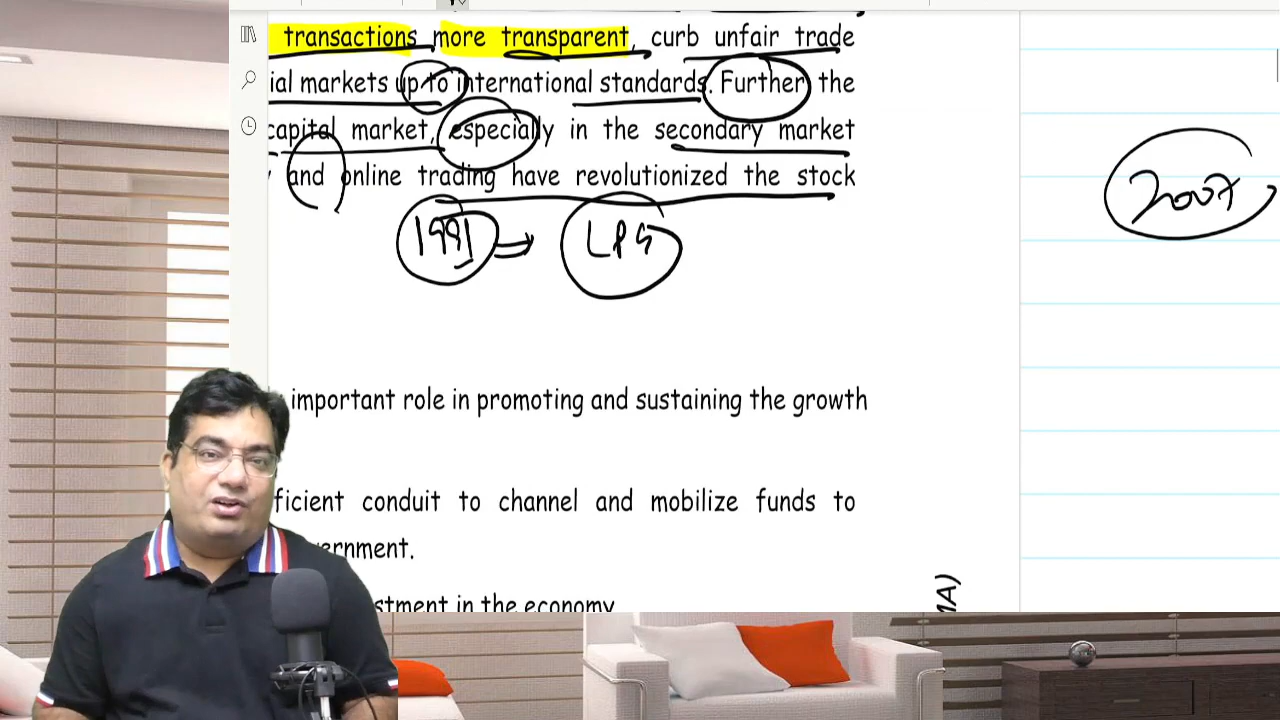 transactions more transparent, curb unfair trade
ial markets up to international standards. Further the
capital market, especially in the secondary market
and online trading have revolutionized the stock
1991 ⇒ LPG
2007
important role in promoting and sustaining the growth
ficient conduit to channel and mobilize funds to
vernment.
stment in the economy
MA)